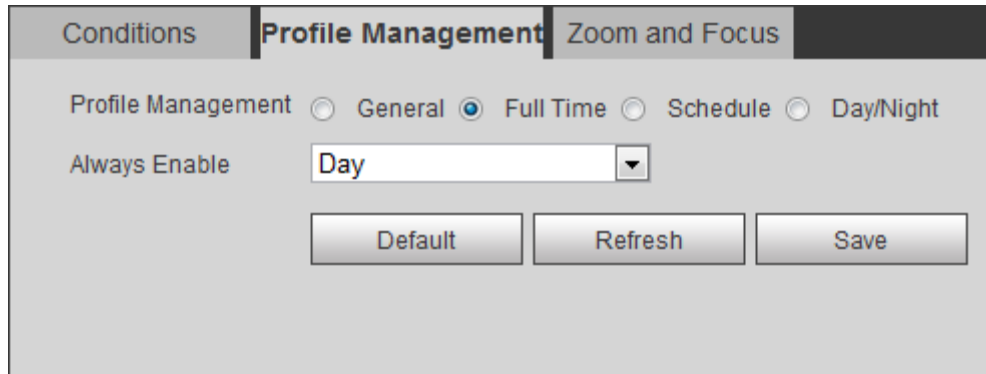 Conditions Profile Management Zoom and Focus
Profile Management General Full Time Schedule Day/Night
Always Enable Day
Default Refresh Save